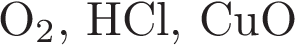 O₂, HCl, CuO